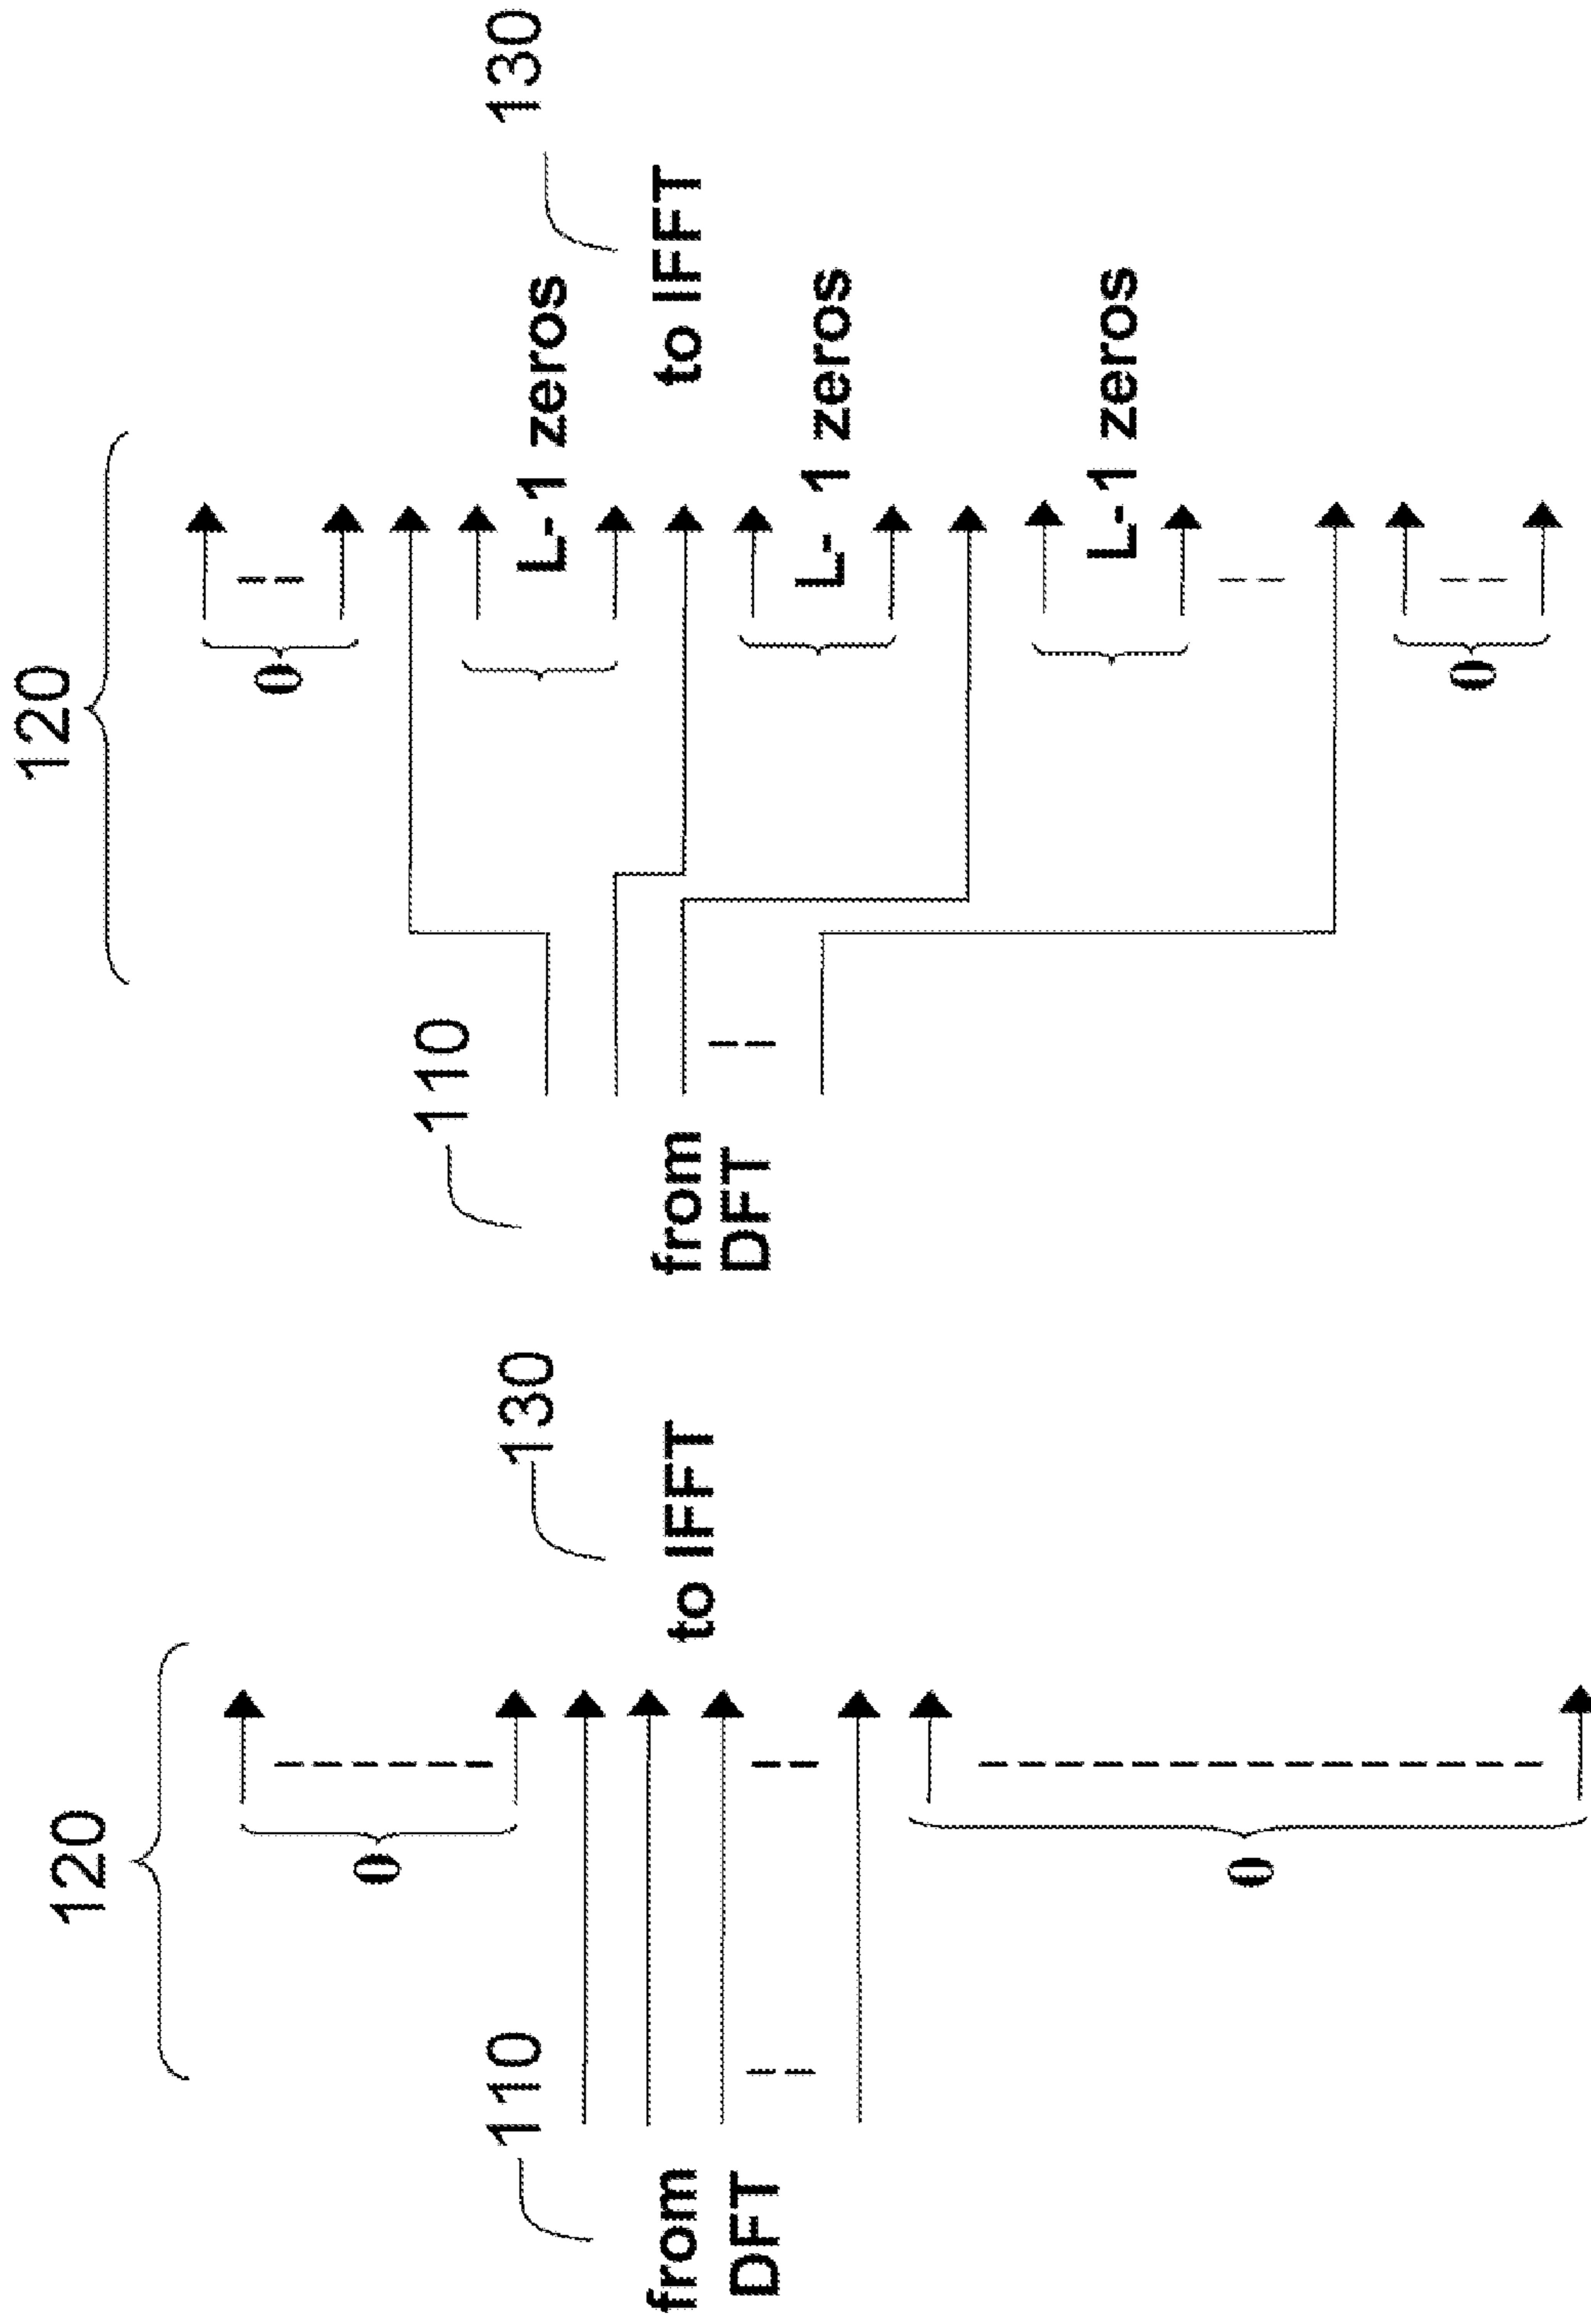 120
110
130
from
DFT
to IFFT
0
0
120
110
130
from
DFT
to IFFT
0
L-1 zeros
L- 1 zeros
L-1 zeros
0